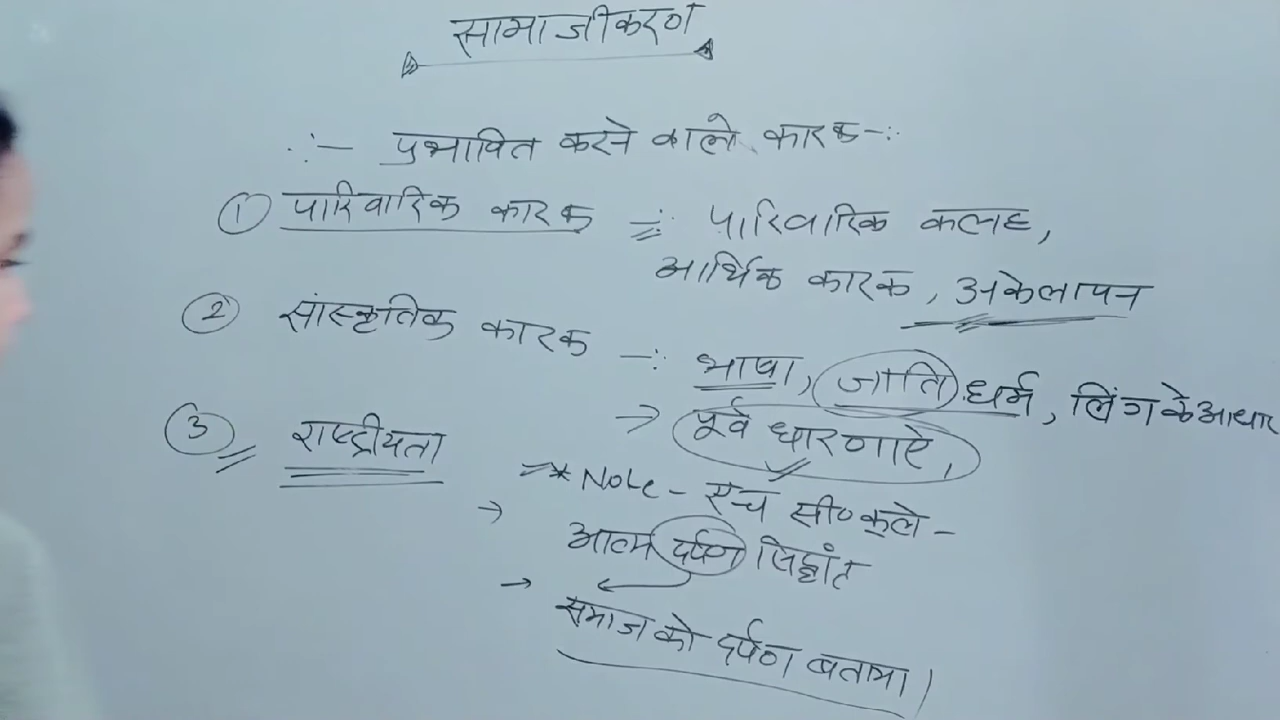 सामाजीकरण
:- प्रभावित करने वाले कारक -:
① पारिवारिक कारक -: पारिवारिक कलह,
आर्थिक कारक, अकेलापन
② सांस्कृतिक कारक -: भाषा, जाति, धर्म, लिंग के आधार
→ पूर्व धारणाऐं,
③ राष्ट्रीयता
* Note - एच सी० कूले -
→ आत्म दर्पण सिद्धांत
→ समाज को दर्पण बताया।